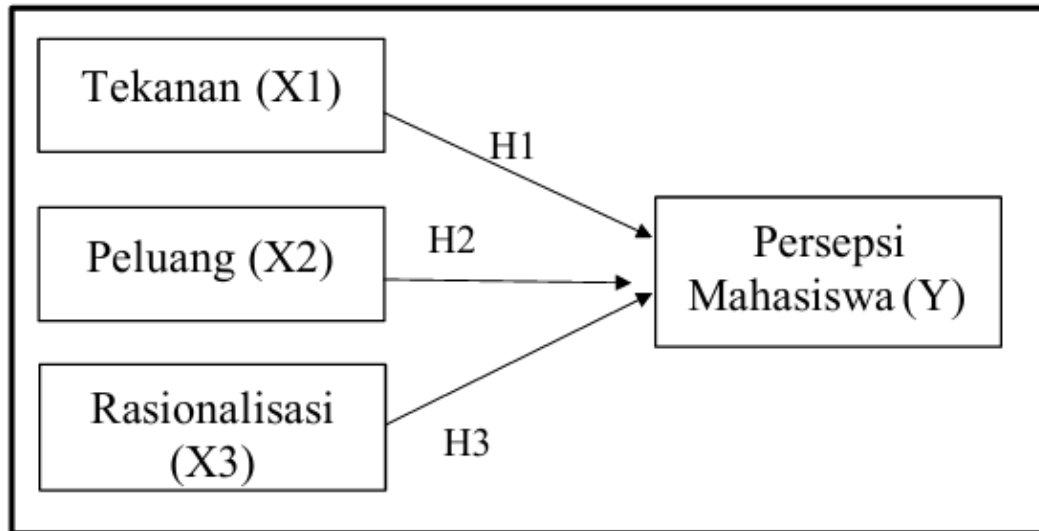 Tekanan (X1)
H1
Peluang (X2)
H2
Persepsi
Mahasiswa (Y)
Rasionalisasi
(X3)
H3